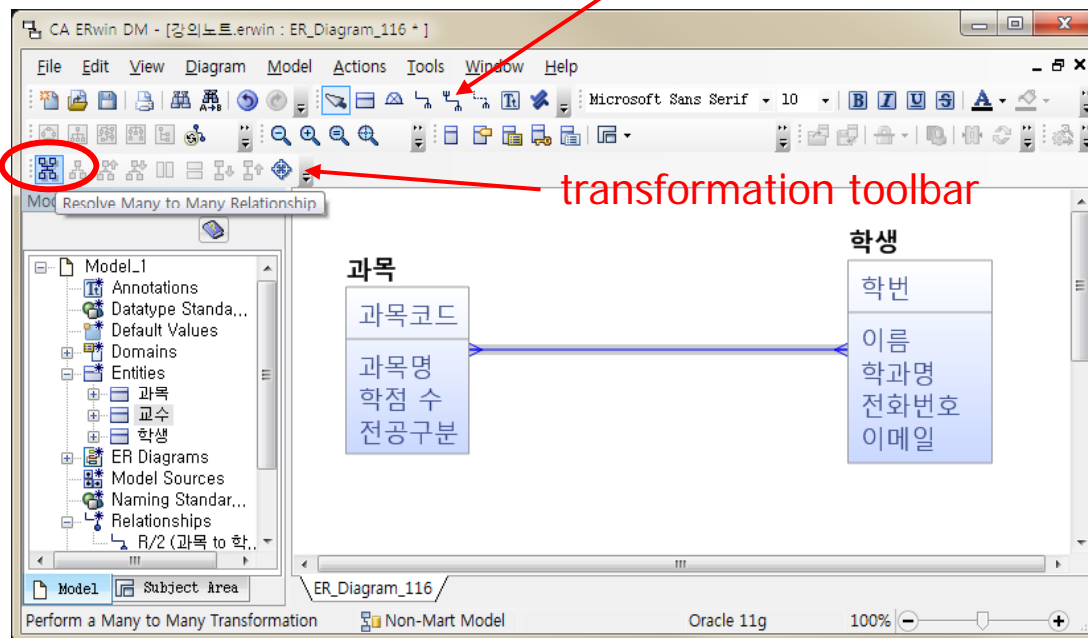 CA ERwin DM - [강의노트.erwin : ER_Diagram_116 * ]
File Edit View Diagram Model Actions Tools Window Help
Microsoft Sans Serif 10 B I U S A
transformation toolbar
Resolve Many to Many Relationship
Model_1
Annotations
Datatype Standa...
Default Values
Domains
Entities
과목
교수
학생
ER Diagrams
Model Sources
Naming Standar...
Relationships
R/2 (과목 to 학..
Model Subject Area
과목
과목코드
과목명
학점 수
전공구분
학생
학번
이름
학과명
전화번호
이메일
ER_Diagram_116
Perform a Many to Many Transformation Non-Mart Model Oracle 11g 100%